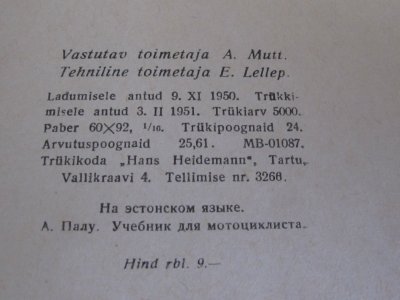 Vastutav toimetaja A. Mutt.
Tehniline toimetaja E. Lellep.
Ladumisele antud 9. XI 1950. Trükki-
misele antud 3. II 1951. Trükiarv 5000.
Paber 60×92, 1/16. Trükipoognaid 24.
Arvutuspoognaid 25,61. MB-01087.
Trükikoda „Hans Heidemann“, Tartu,
Vallikraavi 4. Tellimise nr. 3268.
На эстонском языке.
А. Палу. Учебник для мотоциклиста.
Hind rbl. 9.—